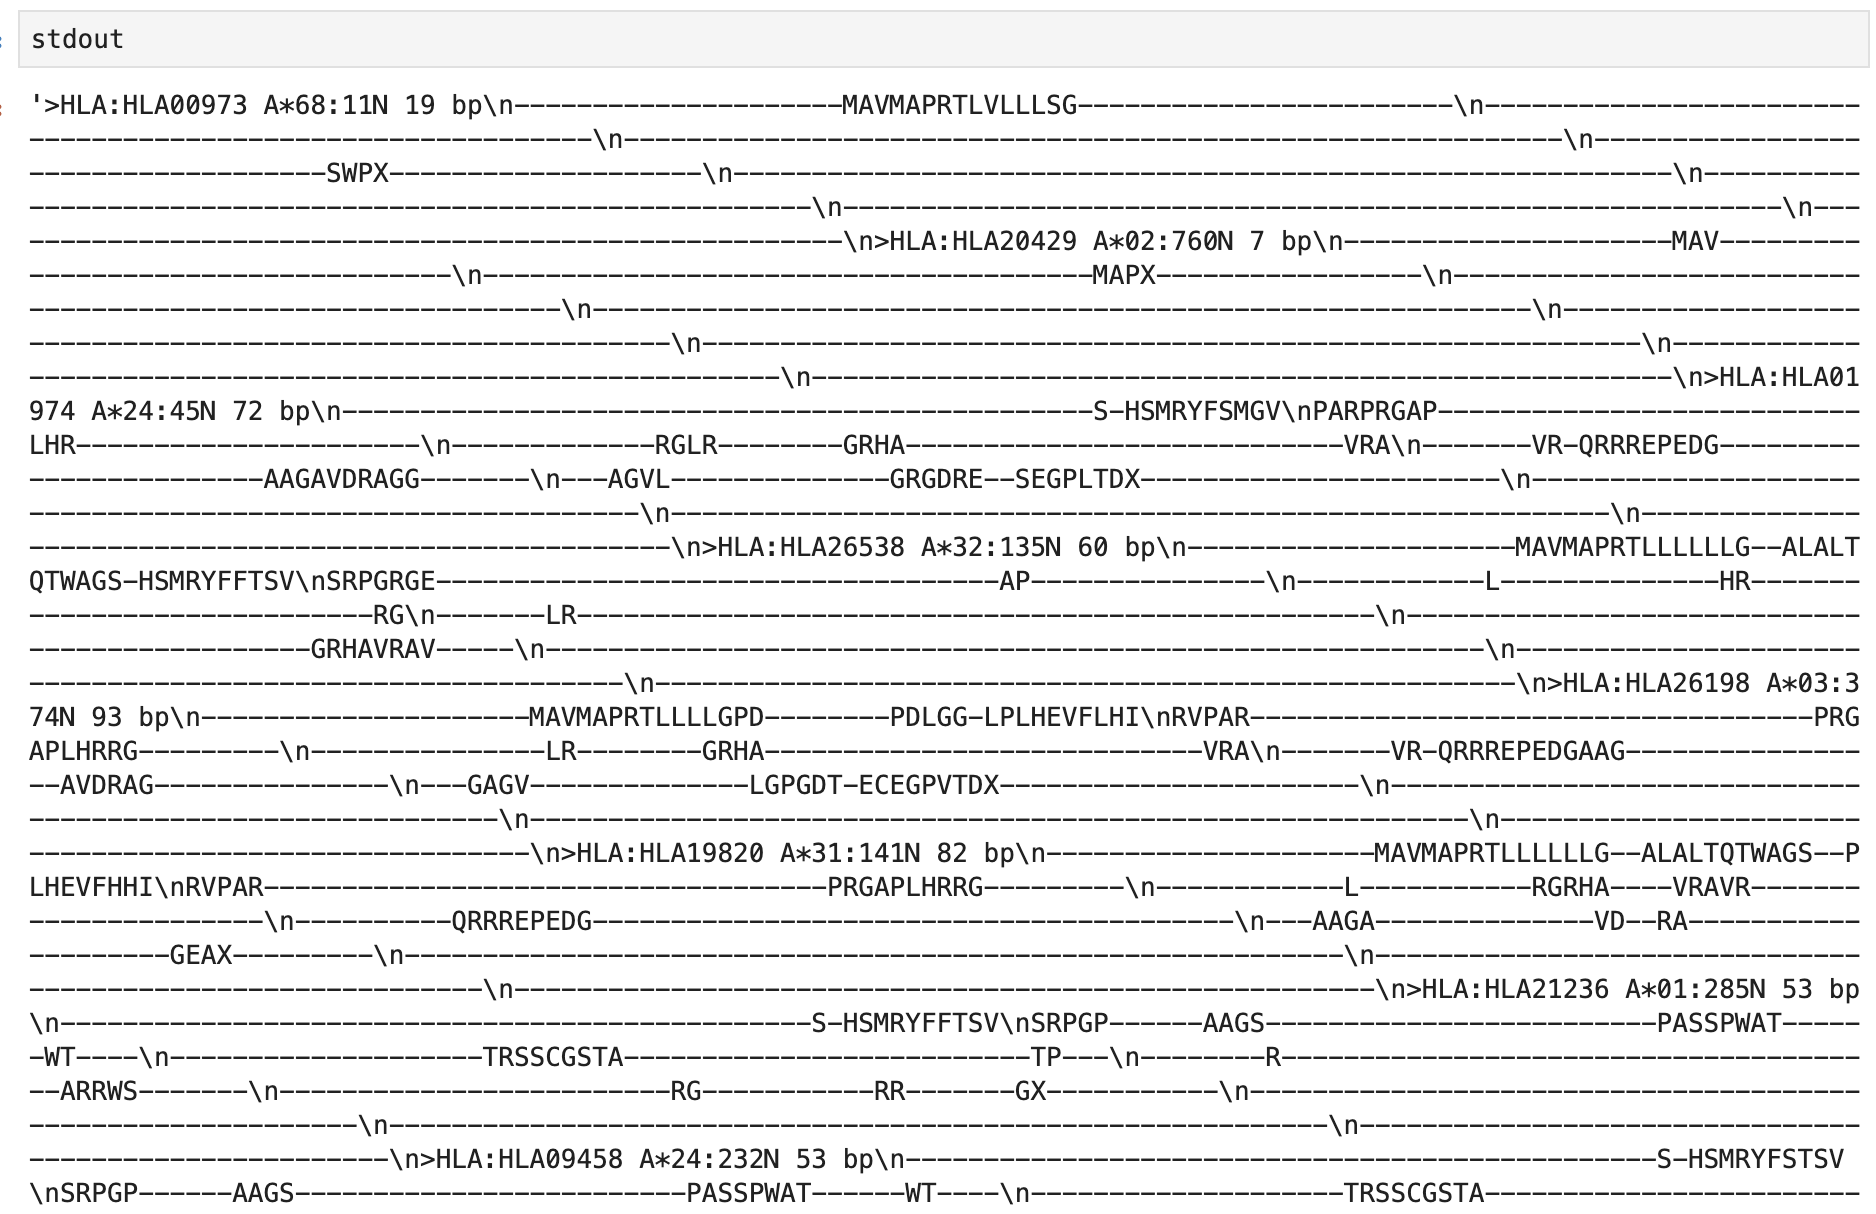 stdout
'>HLA:HLA00973 A*68:11N 19 bp\n---------------------MAVMAPRTLVLLLSG------------------------\n------------------------
------------------------------------\n------------------------------------------------------------\n-----------------
-------------------SWPX--------------------\n------------------------------------------------------------\n----------
--------------------------------------------------\n------------------------------------------------------------\n---
----------------------------------------------------\n>HLA:HLA20429 A*02:760N 7 bp\n---------------------MAV---------
---------------------------\n---------------------------------------MAPX-----------------\n--------------------------
----------------------------------\n------------------------------------------------------------\n-------------------
-----------------------------------------\n------------------------------------------------------------\n------------
------------------------------------------------\n-------------------------------------------------------\n>HLA:HLA01
974 A*24:45N 72 bp\n------------------------------------------------S-HSMRYFSMGV\nPARPRGAP---------------------------
LHR----------------------\n-------------RGLR--------GRHA----------------------------VRA\n-------VR-QRRREPEDG---------
---------------AAGAVDRAGG-------\n---AGVL--------------GRGDRE--SEGPLTDX-----------------------\n---------------------
---------------------------------------\n------------------------------------------------------------\n--------------
-----------------------------------------\n>HLA:HLA26538 A*32:135N 60 bp\n---------------------MAVMAPRTLLLLLLG--ALALT
QTWAGS-HSMRYFFTSV\nSRPGRGE------------------------------------AP---------------\n------------L--------------HR-------
----------------------RG\n-------LR---------------------------------------------------\n-----------------------------
------------------GRHAVRAV-----\n------------------------------------------------------------\n----------------------
--------------------------------------\n-------------------------------------------------------\n>HLA:HLA26198 A*03:3
74N 93 bp\n---------------------MAVMAPRTLLLLGPD--------PDLGG-LPLHEVFLHI\nRVPAR------------------------------------PRG
APLHRRG---------\n---------------LR--------GRHA----------------------------VRA\n-------VR-QRRREPEDGAAG---------------
--AVDRAG---------------\n---GAGV--------------LGPGDT-ECEGPVTDX-----------------------\n------------------------------
------------------------------\n------------------------------------------------------------\n-----------------------
--------------------------------\n>HLA:HLA19820 A*31:141N 82 bp\n---------------------MAVMAPRTLLLLLLG--ALALTQTWAGS--P
LHEVFHHI\nRVPAR------------------------------------PRGAPLHRRG---------\n------------L-----------RGRHA----VRAVR-------
---------------\n----------QRRREPEDG-----------------------------------------\n---AAGA--------------VD--RA-----------
---------GEAX---------\n------------------------------------------------------------\n-------------------------------
-----------------------------\n-------------------------------------------------------\n>HLA:HLA21236 A*01:285N 53 bp
\n------------------------------------------------S-HSMRYFFTSV\nSRPGP------AAGS-------------------------PASSPWAT-----
-WT----\n--------------------TRSSCGSTA--------------------------TP---\n--------R-------------------------------------
--ARRWS-------\n-------------------------RG-----------RR-------GX-----------\n---------------------------------------
---------------------\n------------------------------------------------------------\n--------------------------------
-----------------------\n>HLA:HLA09458 A*24:232N 53 bp\n------------------------------------------------S-HSMRYFSTSV
\nSRPGP------AAGS-------------------------PASSPWAT------WT----\n--------------------TRSSCGSTA------------------------